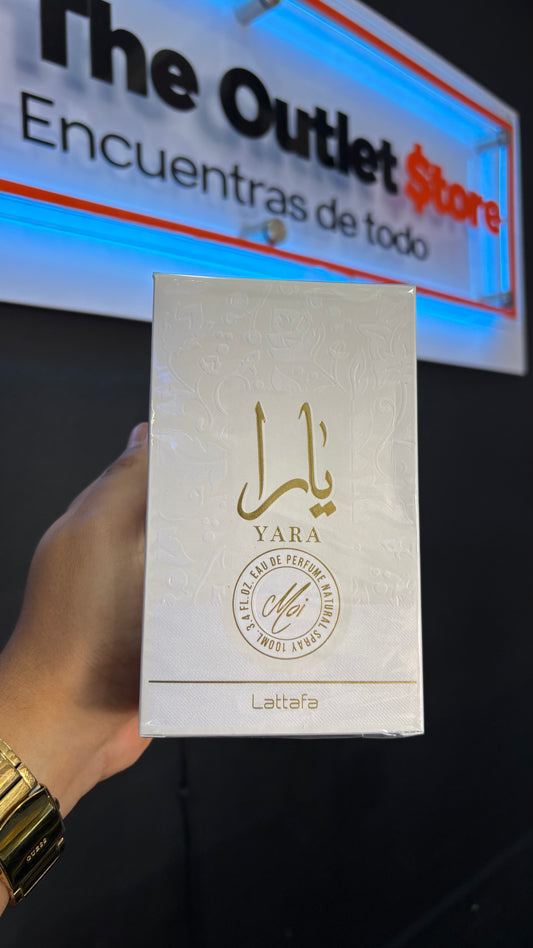 The Outlet $tore
Encuentras de todo
يارا
YARA
3.4 FL.OZ. EAU DE PERFUME NATURAL SPRAY 100ML
Moi
Lattafa
GUESS